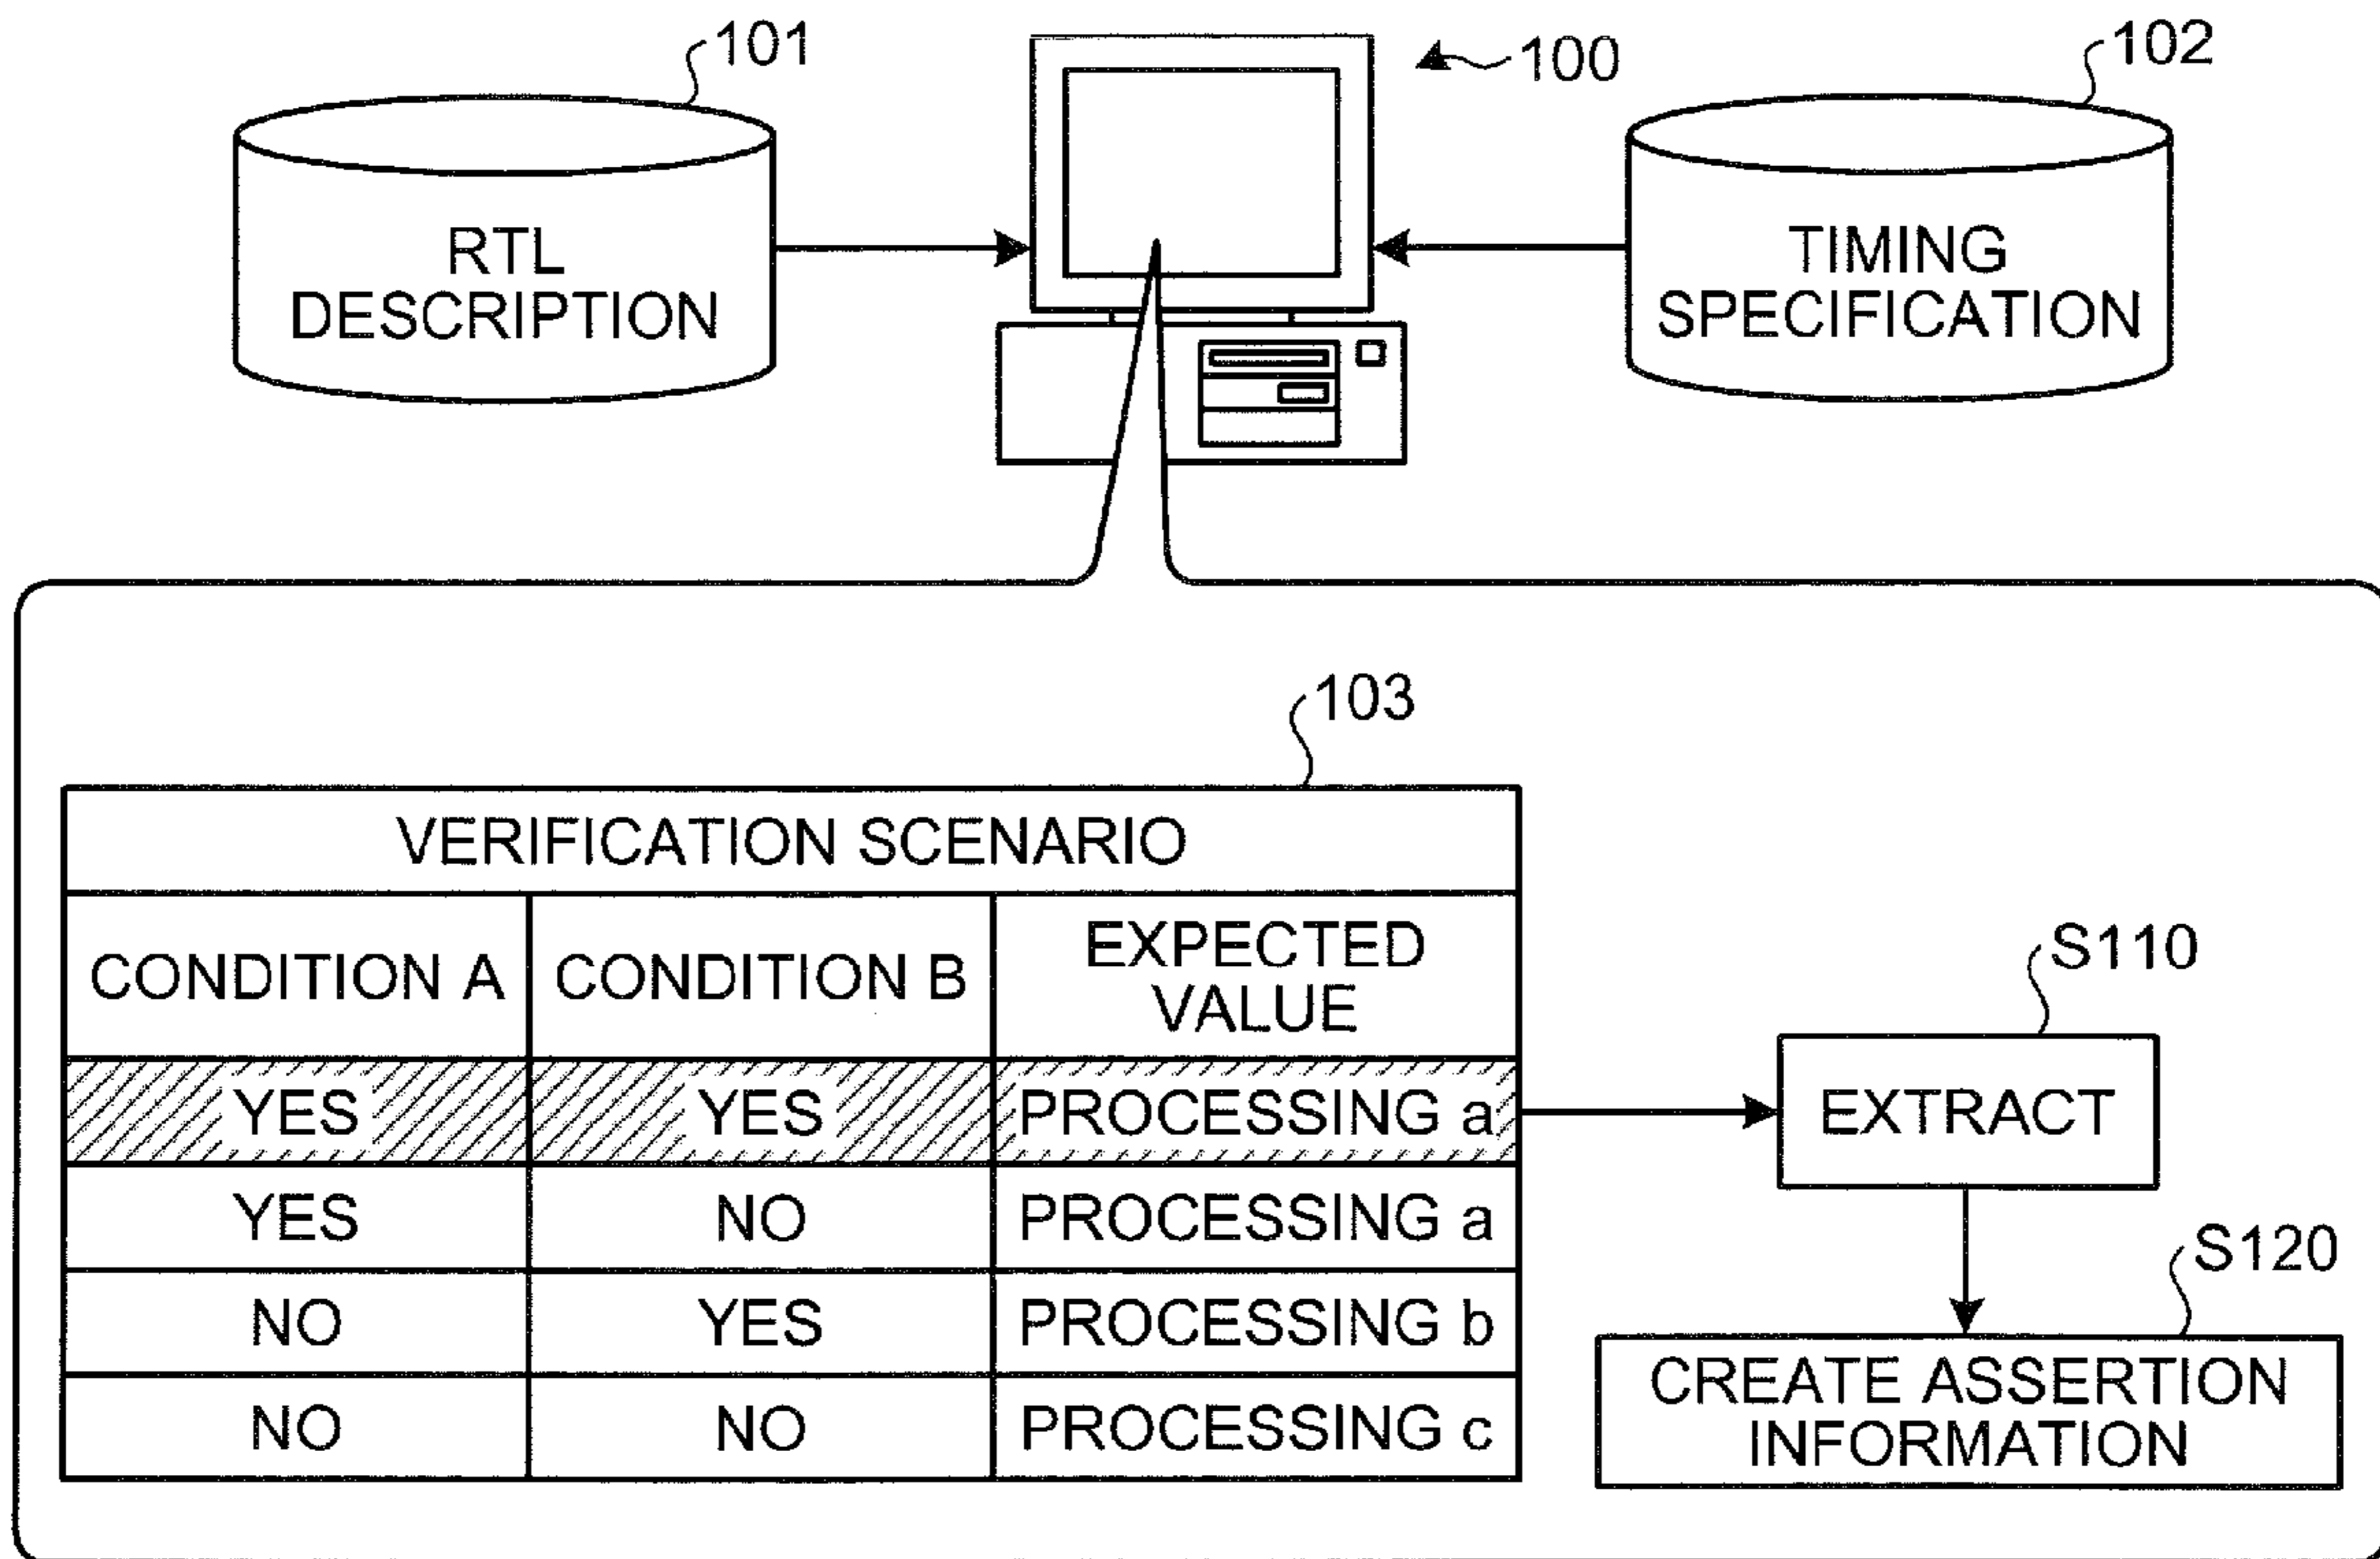 101
100
102
RTL
DESCRIPTION
TIMING
SPECIFICATION
103
VERIFICATION SCENARIO
CONDITION A
CONDITION B
EXPECTED
VALUE
YES
YES
PROCESSING a
YES
NO
PROCESSING a
NO
YES
PROCESSING b
NO
NO
PROCESSING c
S110
EXTRACT
S120
CREATE ASSERTION
INFORMATION